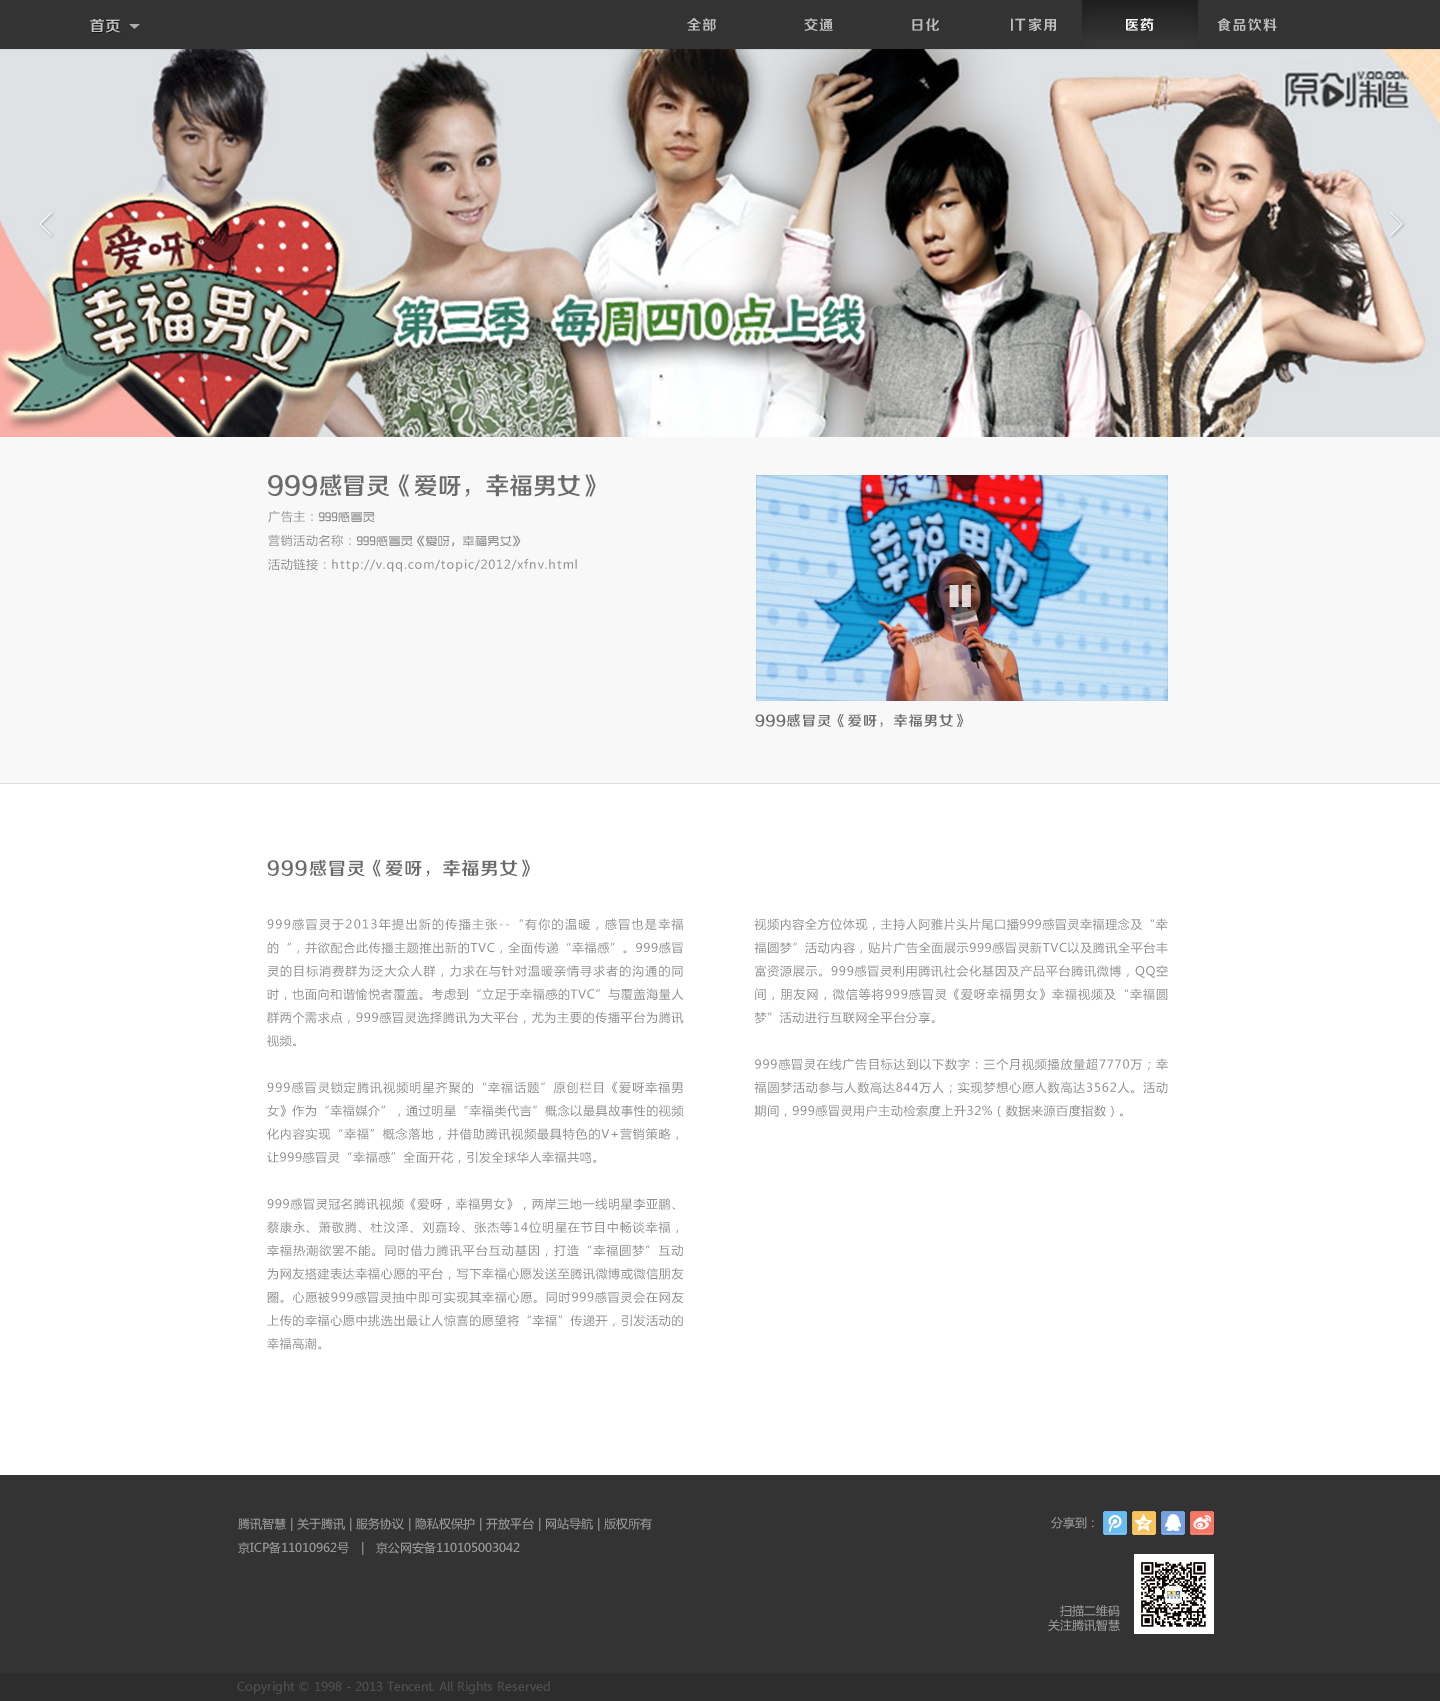 首页
全部
交通
日化
IT家用
医药
食品饮料
V.QQ.COM
原创制造
爱呀
幸福男女
第三季 每周四10点上线
999感冒灵《爱呀，幸福男女》
广告主：999感冒灵
营销活动名称：999感冒灵《爱呀，幸福男女》
活动链接：http://v.qq.com/topic/2012/xfnv.html
爱呀
幸福男女
999感冒灵《爱呀，幸福男女》
999感冒灵《爱呀，幸福男女》
999感冒灵于2013年提出新的传播主张--“有你的温暖，感冒也是幸福
的“，并欲配合此传播主题推出新的TVC，全面传递“幸福感”。999感冒
灵的目标消费群为泛大众人群，力求在与针对温暖亲情寻求者的沟通的同
时，也面向和谐愉悦者覆盖。考虑到“立足于幸福感的TVC”与覆盖海量人
群两个需求点，999感冒灵选择腾讯为大平台，尤为主要的传播平台为腾讯
视频。
999感冒灵锁定腾讯视频明星齐聚的“幸福话题”原创栏目《爱呀幸福男
女》作为“幸福媒介”，通过明星“幸福类代言”概念以最具故事性的视频
化内容实现“幸福”概念落地，并借助腾讯视频最具特色的V+营销策略，
让999感冒灵“幸福感”全面开花，引发全球华人幸福共鸣。
999感冒灵冠名腾讯视频《爱呀，幸福男女》，两岸三地一线明星李亚鹏、
蔡康永、萧敬腾、杜汶泽、刘嘉玲、张杰等14位明星在节目中畅谈幸福，
幸福热潮欲罢不能。同时借力腾讯平台互动基因，打造“幸福圆梦”互动
为网友搭建表达幸福心愿的平台，写下幸福心愿发送至腾讯微博或微信朋友
圈。心愿被999感冒灵抽中即可实现其幸福心愿。同时999感冒灵会在网友
上传的幸福心愿中挑选出最让人惊喜的愿望将“幸福”传递开，引发活动的
幸福高潮。
视频内容全方位体现，主持人阿雅片头片尾口播999感冒灵幸福理念及“幸
福圆梦”活动内容，贴片广告全面展示999感冒灵新TVC以及腾讯全平台丰
富资源展示。999感冒灵利用腾讯社会化基因及产品平台腾讯微博，QQ空
间，朋友网，微信等将999感冒灵《爱呀幸福男女》幸福视频及“幸福圆
梦”活动进行互联网全平台分享。
999感冒灵在线广告目标达到以下数字：三个月视频播放量超7770万；幸
福圆梦活动参与人数高达844万人；实现梦想心愿人数高达3562人。活动
期间，999感冒灵用户主动检索度上升32%（数据来源百度指数）。
腾讯智慧 | 关于腾讯 | 服务协议 | 隐私权保护 | 开放平台 | 网站导航 | 版权所有
京ICP备11010962号 | 京公网安备110105003042
分享到：
扫描二维码
关注腾讯智慧
Copyright © 1998 - 2013 Tencent. All Rights Reserved